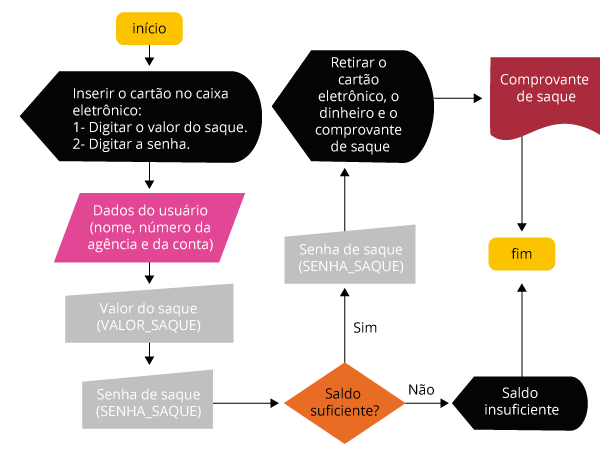 início
Inserir o cartão no caixa
eletrônico:
1- Digitar o valor do saque.
2- Digitar a senha.
Dados do usuário
(nome, número da
agência e da conta)
Valor do saque
(VALOR_SAQUE)
Senha de saque
(SENHA_SAQUE)
Saldo
suficiente?
Sim
Senha de saque
(SENHA_SAQUE)
Retirar o
cartão
eletrônico, o
dinheiro e o
comprovante
de saque
Comprovante
de saque
Não
Saldo
insuficiente
fim